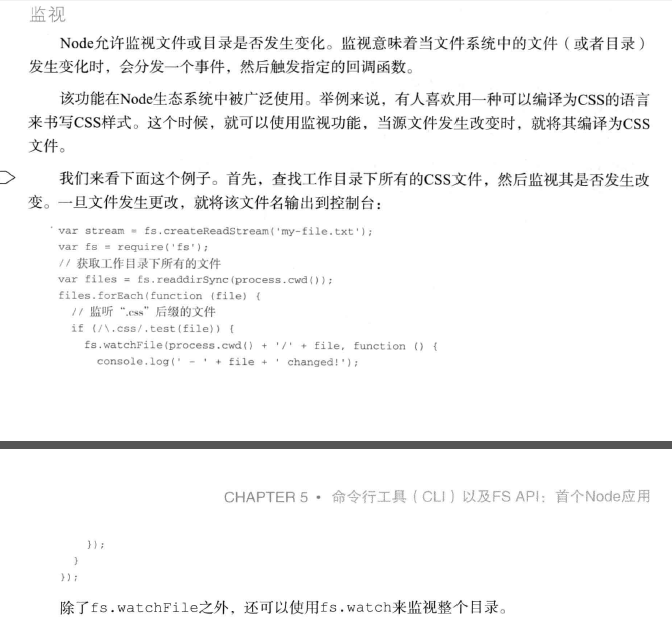 监视
Node允许监视文件或目录是否发生变化。监视意味着当文件系统中的文件（或者目录）
发生变化时，会分发一个事件，然后触发指定的回调函数。
该功能在Node生态系统中被广泛使用。举例来说，有人喜欢用一种可以编译为CSS的语言
来书写CSS样式。这个时候，就可以使用监视功能，当源文件发生改变时，就将其编译为CSS
文件。
我们来看下面这个例子。首先，查找工作目录下所有的CSS文件，然后监视其是否发生改
变。一旦文件发生更改，就将该文件名输出到控制台：
var stream = fs.createReadStream('my-file.txt');
var fs = require('fs');
// 获取工作目录下所有的文件
var files = fs.readdirSync(process.cwd());
files.forEach(function (file) {
  // 监听“.css”后缀的文件
  if (/\.css/.test(file)) {
    fs.watchFile(process.cwd() + '/' + file, function () {
      console.log(' - ' + file + ' changed!');
CHAPTER 5 • 命令行工具（CLI）以及FS API：首个Node应用
    });
  }
});
除了fs.watchFile之外，还可以使用fs.watch来监视整个目录。